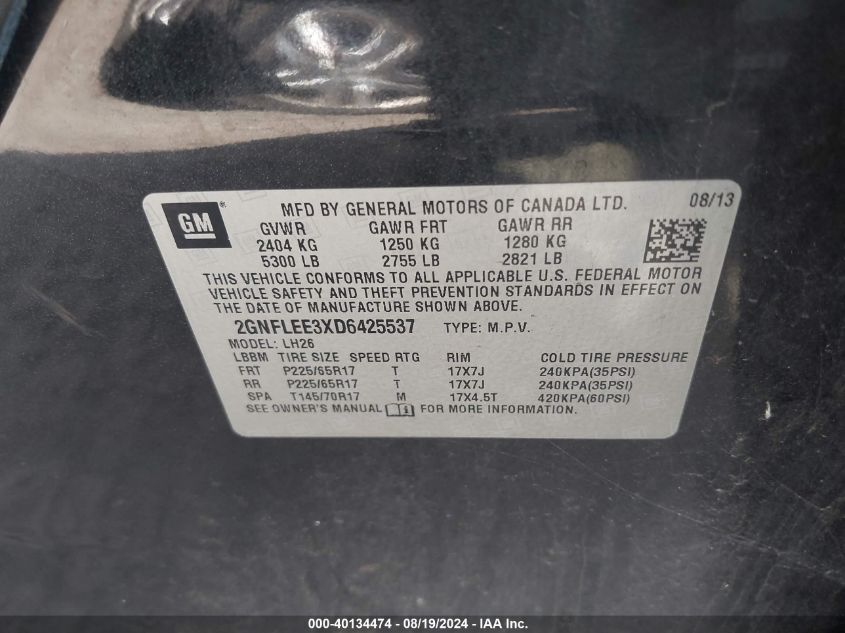 GM ®
MFD BY GENERAL MOTORS OF CANADA LTD. 08/13
GVWR GAWR FRT GAWR RR
2404 KG 1250 KG 1280 KG
5300 LB 2755 LB 2821 LB
THIS VEHICLE CONFORMS TO ALL APPLICABLE U.S. FEDERAL MOTOR
VEHICLE SAFETY AND THEFT PREVENTION STANDARDS IN EFFECT ON
THE DATE OF MANUFACTURE SHOWN ABOVE.
2GNFLEE3XD6425537 TYPE: M.P.V.
MODEL: LH26
LBBM TIRE SIZE SPEED RTG RIM COLD TIRE PRESSURE
FRT P225/65R17 T 17X7J 240KPA(35PSI)
RR P225/65R17 T 17X7J 240KPA(35PSI)
SPA T145/70R17 M 17X4.5T 420KPA(60PSI)
SEE OWNER'S MANUAL FOR MORE INFORMATION.
000-40134474 - 08/19/2024 - IAA Inc.